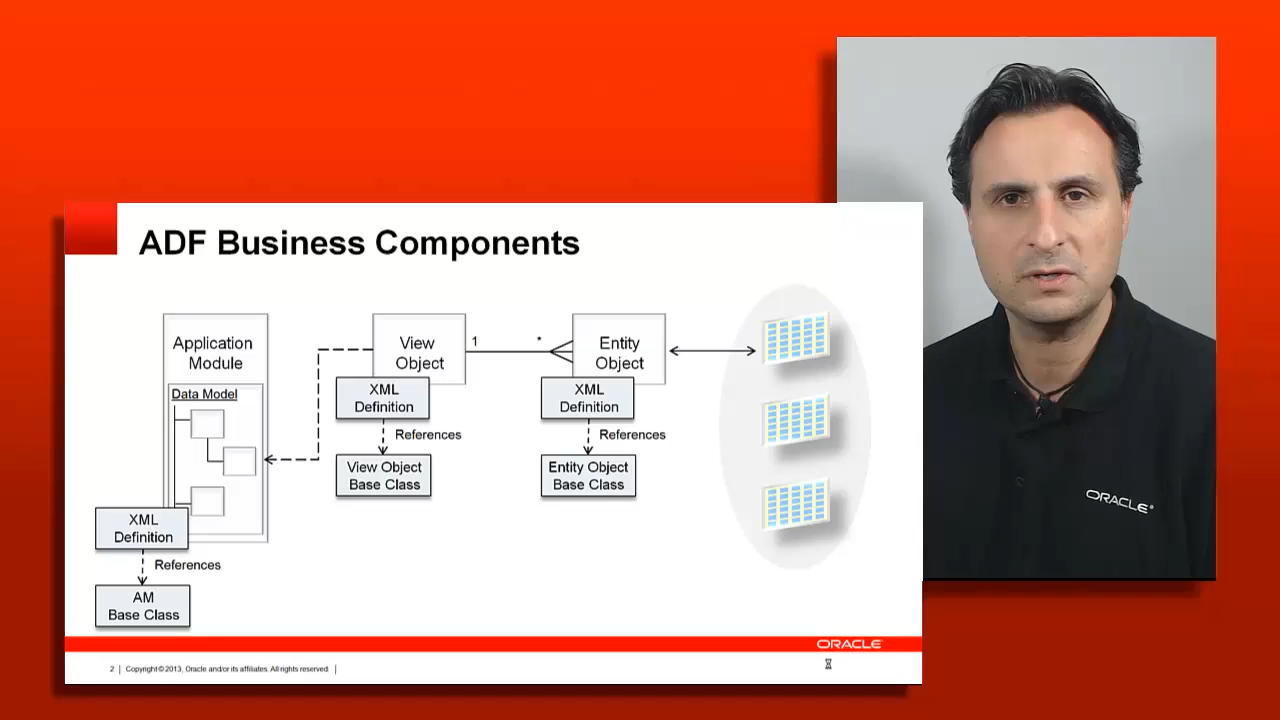 ADF Business Components
Application
Module
Data Model
XML
Definition
References
AM
Base Class
View
Object
1
*
XML
Definition
References
View Object
Base Class
Entity
Object
XML
Definition
References
Entity Object
Base Class
ORACLE
2 | Copyright © 2013, Oracle and/or its affiliates. All rights reserved. |
ORACLE®